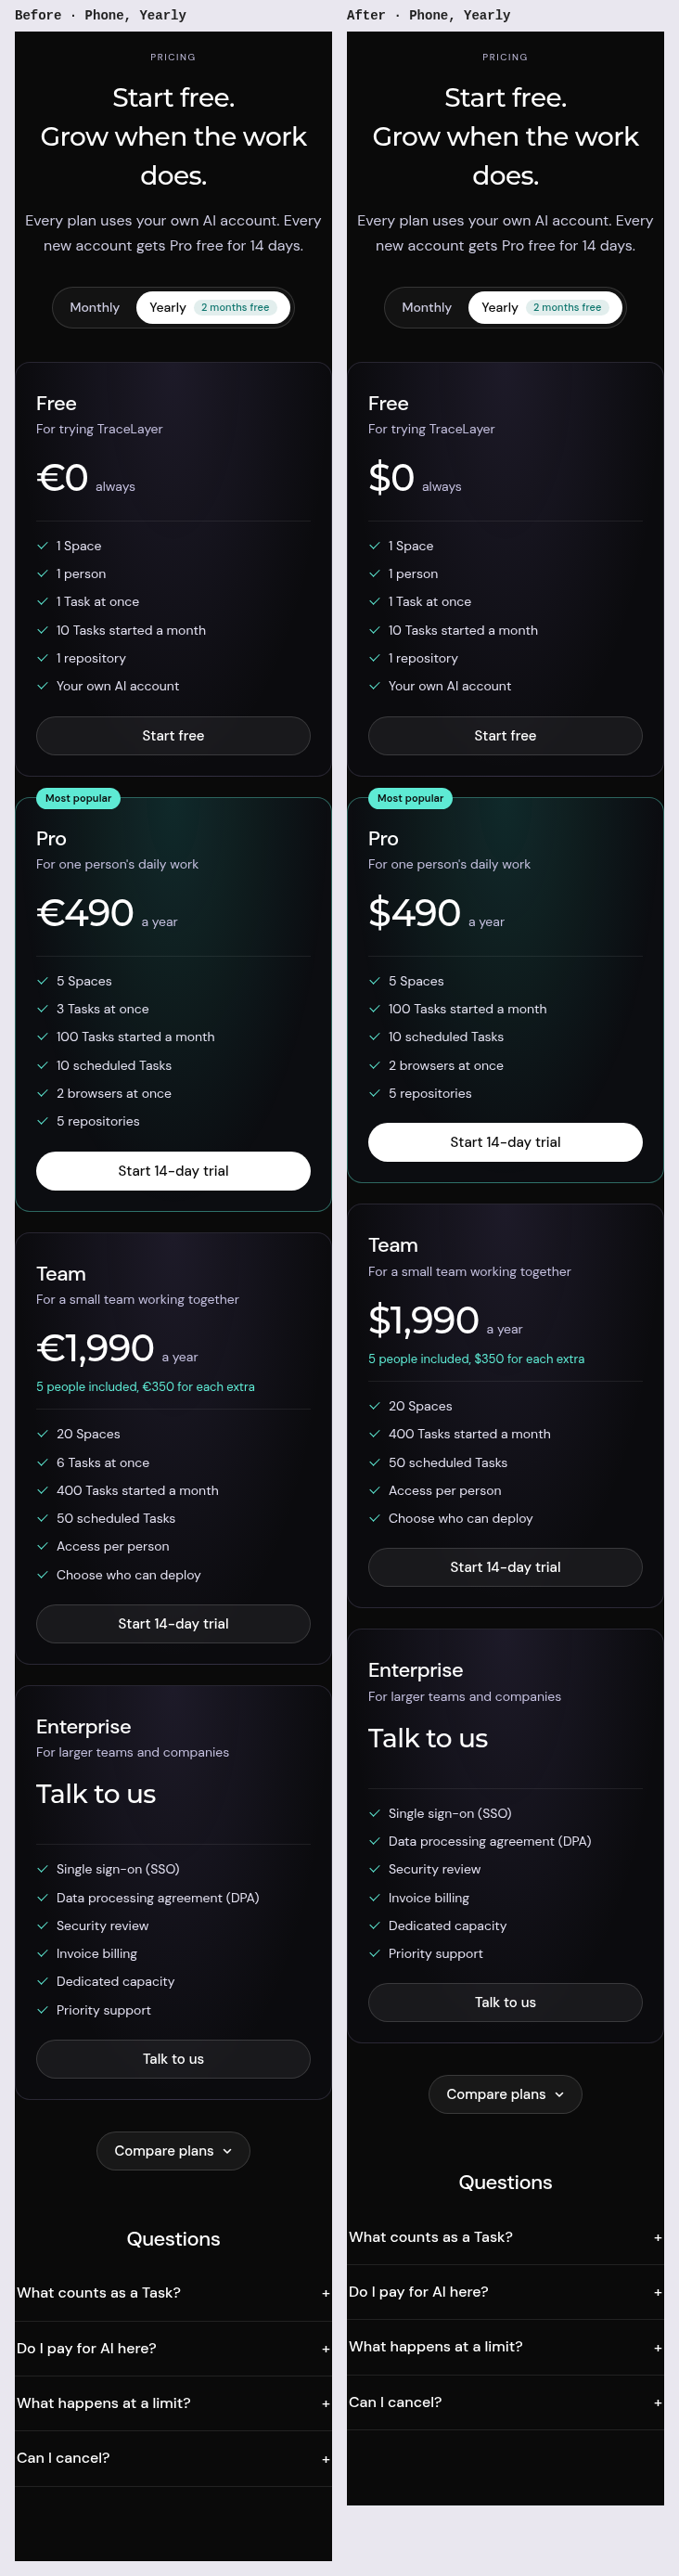 Before · Phone, Yearly
PRICING
Start free.
Grow when the work
does.
Every plan uses your own AI account. Every
new account gets Pro free for 14 days.
Monthly Yearly 2 months free
Free
For trying TraceLayer
€0 always
1 Space
1 person
1 Task at once
10 Tasks started a month
1 repository
Your own AI account
Start free
Most popular
Pro
For one person's daily work
€490 a year
5 Spaces
3 Tasks at once
100 Tasks started a month
10 scheduled Tasks
2 browsers at once
5 repositories
Start 14-day trial
Team
For a small team working together
€1,990 a year
5 people included, €350 for each extra
20 Spaces
6 Tasks at once
400 Tasks started a month
50 scheduled Tasks
Access per person
Choose who can deploy
Start 14-day trial
Enterprise
For larger teams and companies
Talk to us
Single sign-on (SSO)
Data processing agreement (DPA)
Security review
Invoice billing
Dedicated capacity
Priority support
Talk to us
Compare plans
Questions
What counts as a Task? +
Do I pay for AI here? +
What happens at a limit? +
Can I cancel? +
After · Phone, Yearly
PRICING
Start free.
Grow when the work
does.
Every plan uses your own AI account. Every
new account gets Pro free for 14 days.
Monthly Yearly 2 months free
Free
For trying TraceLayer
$0 always
1 Space
1 person
1 Task at once
10 Tasks started a month
1 repository
Your own AI account
Start free
Most popular
Pro
For one person's daily work
$490 a year
5 Spaces
100 Tasks started a month
10 scheduled Tasks
2 browsers at once
5 repositories
Start 14-day trial
Team
For a small team working together
$1,990 a year
5 people included, $350 for each extra
20 Spaces
400 Tasks started a month
50 scheduled Tasks
Access per person
Choose who can deploy
Start 14-day trial
Enterprise
For larger teams and companies
Talk to us
Single sign-on (SSO)
Data processing agreement (DPA)
Security review
Invoice billing
Dedicated capacity
Priority support
Talk to us
Compare plans
Questions
What counts as a Task? +
Do I pay for AI here? +
What happens at a limit? +
Can I cancel? +